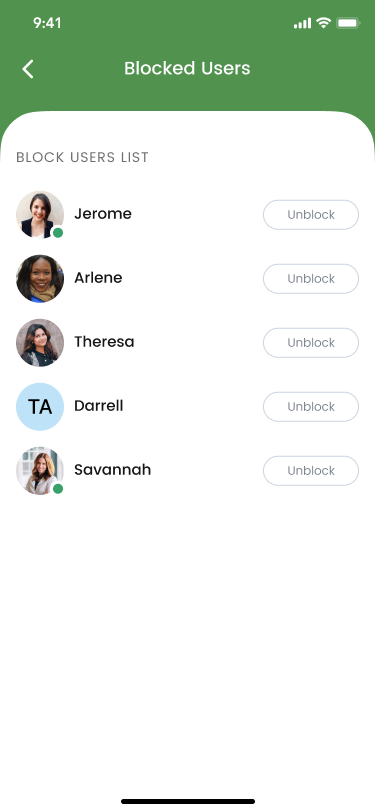 9:41
Blocked Users
BLOCK USERS LIST
Jerome Unblock
Arlene Unblock
Theresa Unblock
TA Darrell Unblock
Savannah Unblock